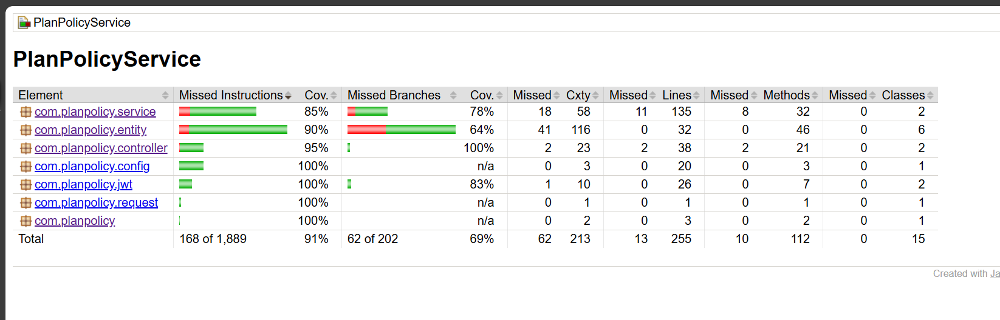 PlanPolicyService
PlanPolicyService
Element Missed Instructions Cov. Missed Branches Cov. Missed Cxty Missed Lines Missed Methods Missed Classes
com.planpolicy.service 85% 78% 18 58 11 135 8 32 0 2
com.planpolicy.entity 90% 64% 41 116 0 32 0 46 0 6
com.planpolicy.controller 95% 100% 2 23 2 38 2 21 0 2
com.planpolicy.config 100% n/a 0 3 0 20 0 3 0 1
com.planpolicy.jwt 100% 83% 1 10 0 26 0 7 0 2
com.planpolicy.request 100% n/a 0 1 0 1 0 1 0 1
com.planpolicy 100% n/a 0 2 0 3 0 2 0 1
Total 168 of 1,889 91% 62 of 202 69% 62 213 13 255 10 112 0 15
Created with Ja